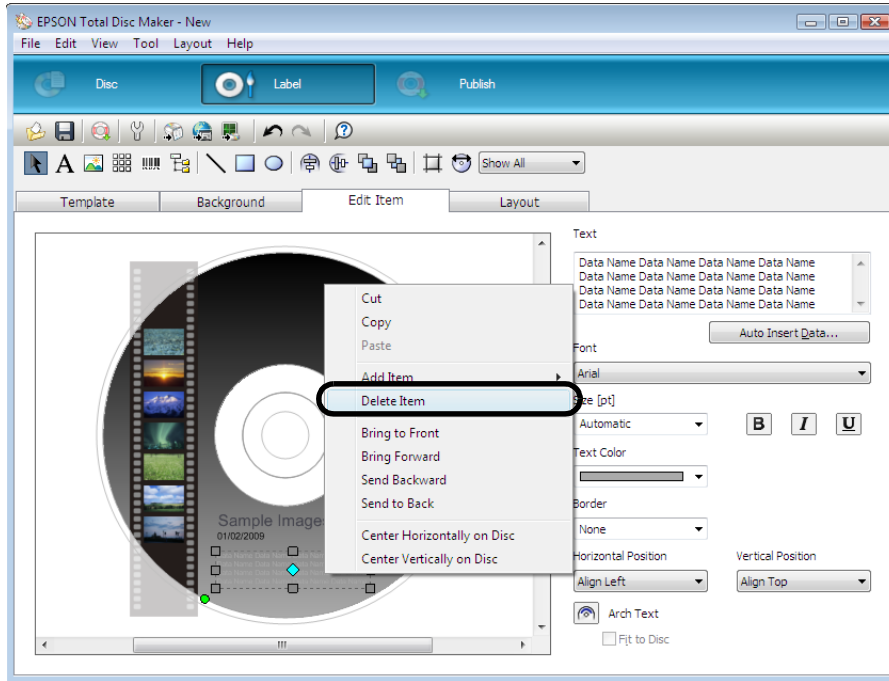 EPSON Total Disc Maker - New
File Edit View Tool Layout Help
Disc Label Publish
Show All
Template Background Edit Item Layout
Text
Data Name Data Name Data Name Data Name
Data Name Data Name Data Name Data Name
Data Name Data Name Data Name Data Name
Data Name Data Name Data Name Data Name
Auto Insert Data...
Font
Arial
Size [pt]
Automatic
B I U
Text Color
Border
None
Horizontal Position Vertical Position
Align Left Align Top
Arch Text
Fit to Disc
Cut
Copy
Paste
Add Item
Delete Item
Bring to Front
Bring Forward
Send Backward
Send to Back
Center Horizontally on Disc
Center Vertically on Disc
Sample Image
01/02/2009